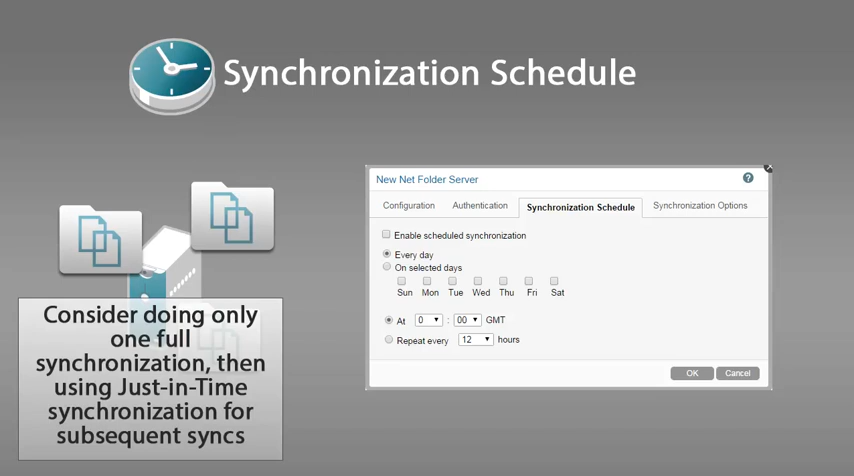 Synchronization Schedule
New Net Folder Server
?
Configuration
Authentication
Synchronization Schedule
Synchronization Options
Enable scheduled synchronization
Every day
On selected days
Sun Mon Tue Wed Thu Fri Sat
At 0 : 00 GMT
Repeat every 12 hours
OK Cancel
Consider doing only
one full
synchronization, then
using Just-in-Time
synchronization for
subsequent syncs